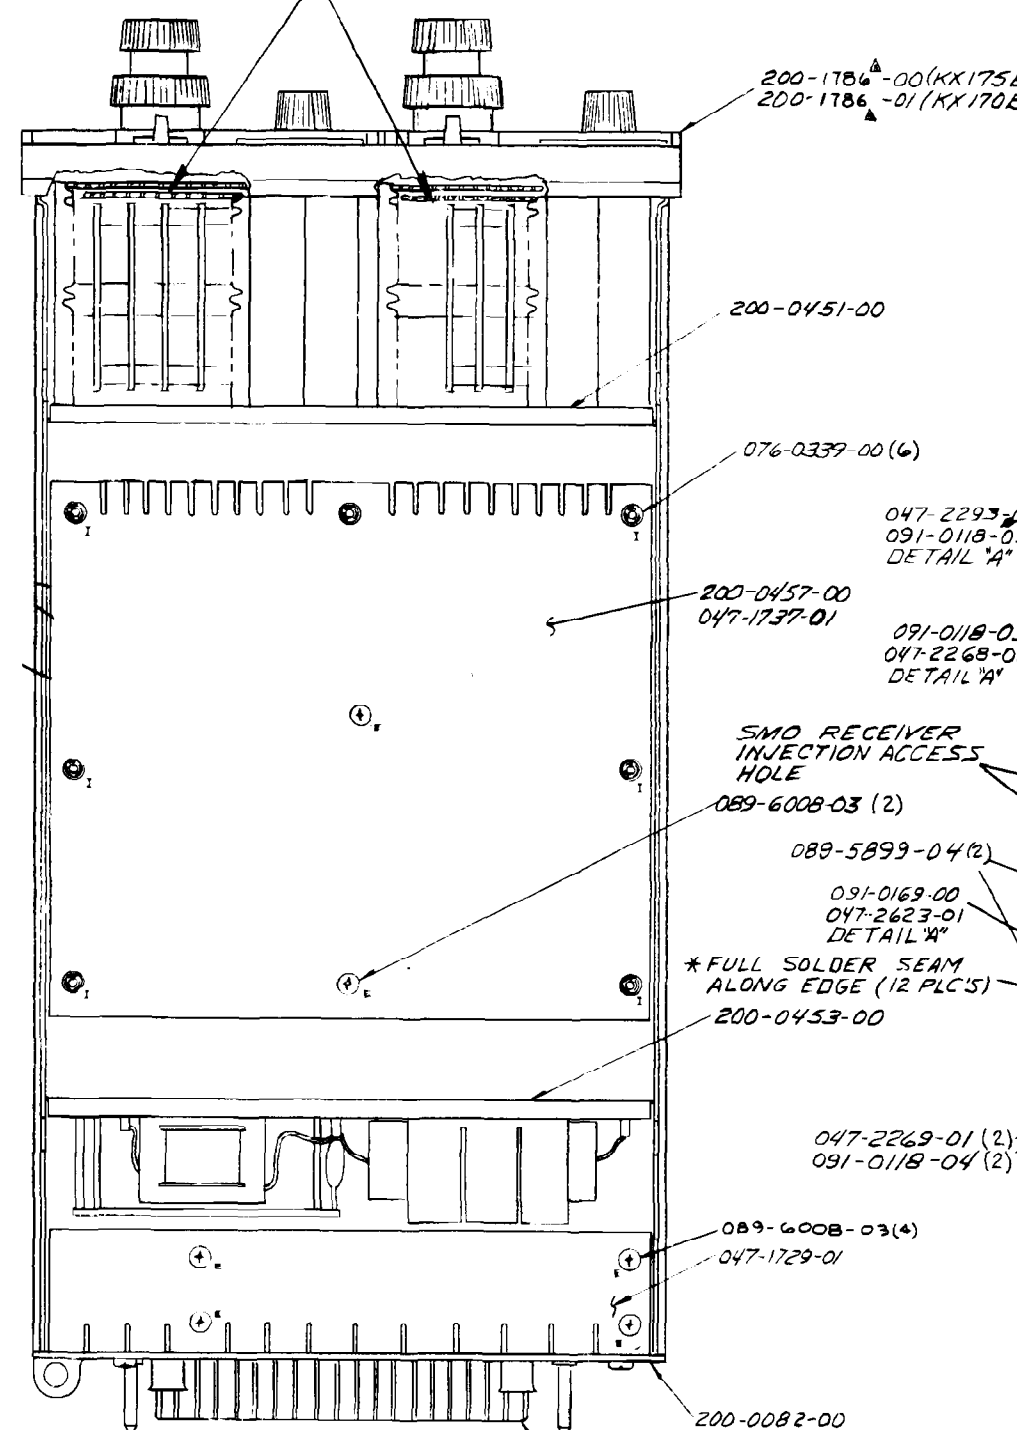 200-1786 -00 (KX175B
200-1786 -01 (KX170B
200-0451-00
076-0339-00 (6)
047-2293-
091-0118-0
DETAIL "A"
200-0457-00
047-1737-01
091-0118-03
047-2268-0
DETAIL "A"
SMO RECEIVER
INJECTION ACCESS
HOLE
089-6008-03 (2)
089-5899-04 (2)
091-0169-00
047-2623-01
DETAIL "A"
* FULL SOLDER SEAM
ALONG EDGE (12 PLC'S)
200-0453-00
047-2269-01 (2)
091-0118-04 (2)
089-6008-03 (4)
047-1729-01
200-0082-00
I
I
I
E
I
I
I
E
I
E
E
E
E